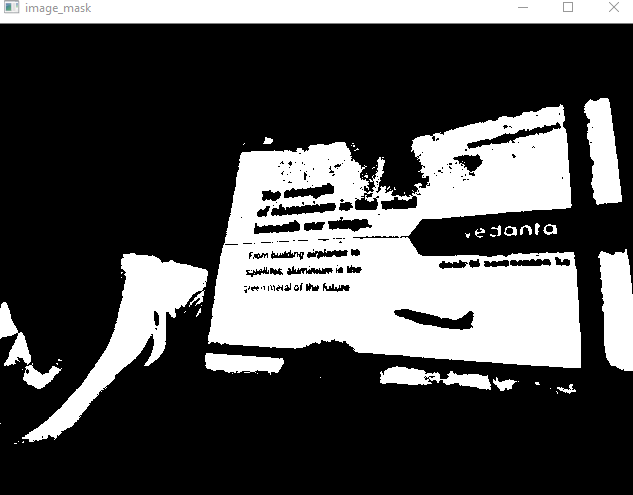 image_mask
The strength
of aluminium is the wind
beneath our wings.
vedanta
From building airplanes to
satellites, aluminium is the
green metal of the future